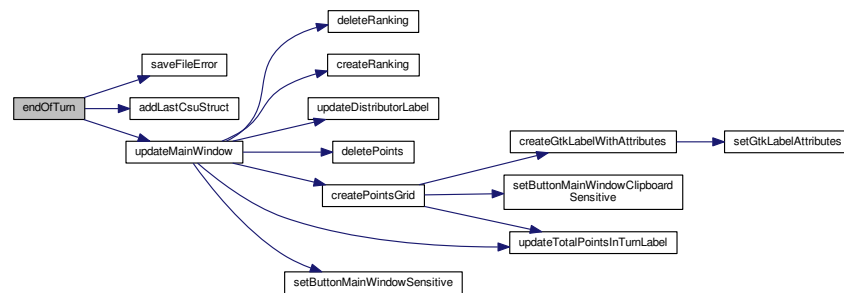 deleteRanking
saveFileError
createRanking
endOfTurn
addLastCsuStruct
updateDistributorLabel
updateMainWindow
deletePoints
createGtkLabelWithAttributes
setGtkLabelAttributes
createPointsGrid
setButtonMainWindowClipboard
Sensitive
updateTotalPointsInTurnLabel
setButtonMainWindowSensitive